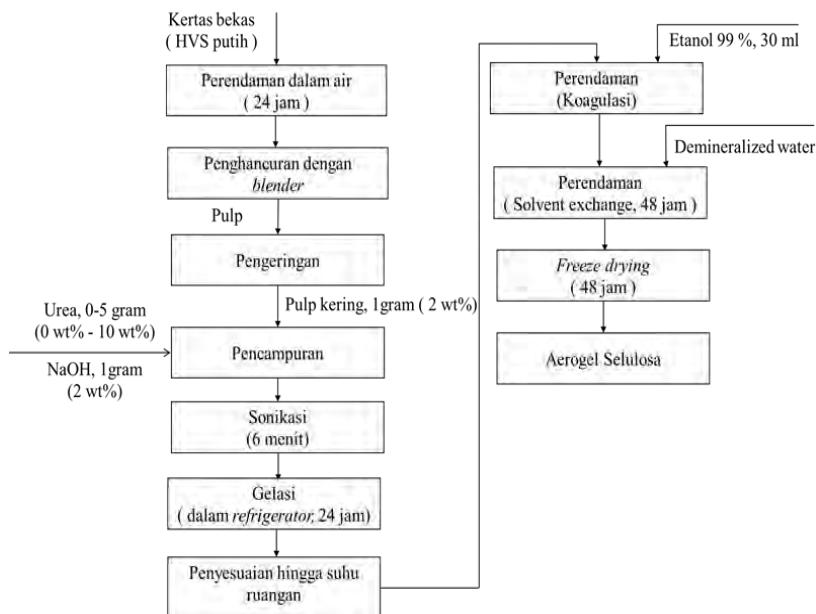 Kertas bekas
( HVS putih )
Perendaman dalam air
( 24 jam )
Penghancuran dengan
blender
Pulp
Pengeringan
Pulp kering, 1gram ( 2 wt%)
Urea, 0-5 gram
(0 wt% - 10 wt%)
NaOH, 1gram
(2 wt%)
Pencampuran
Sonikasi
(6 menit)
Gelasi
( dalam refrigerator, 24 jam)
Penyesuaian hingga suhu
ruangan
Etanol 99 %, 30 ml
Perendaman
(Koagulasi)
Demineralized water
Perendaman
( Solvent exchange, 48 jam )
Freeze drying
( 48 jam )
Aerogel Selulosa